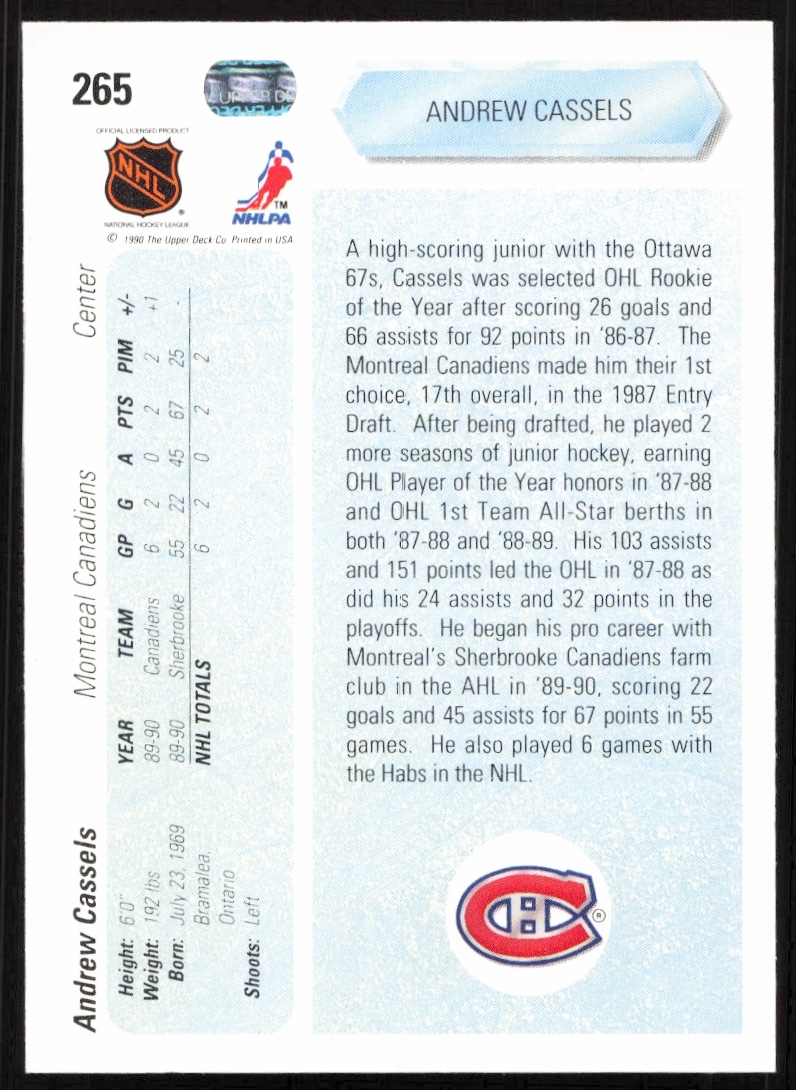 265
UPPER DE
ANDREW CASSELS
OFFICIAL LICENSED PRODUCT
NHL
®
NATIONAL HOCKEY LEAGUE
TM
NHLPA
© 1990 The Upper Deck Co Printed in USA
A high-scoring junior with the Ottawa
67s, Cassels was selected OHL Rookie
of the Year after scoring 26 goals and
66 assists for 92 points in '86-87. The
Montreal Canadiens made him their 1st
choice, 17th overall, in the 1987 Entry
Draft. After being drafted, he played 2
more seasons of junior hockey, earning
OHL Player of the Year honors in '87-88
and OHL 1st Team All-Star berths in
both '87-88 and '88-89. His 103 assists
and 151 points led the OHL in '87-88 as
did his 24 assists and 32 points in the
playoffs. He began his pro career with
Montreal's Sherbrooke Canadiens farm
club in the AHL in '89-90, scoring 22
goals and 45 assists for 67 points in 55
games. He also played 6 games with
the Habs in the NHL.
®
Andrew Cassels Montreal Canadiens Center
Height: 6'0"
Weight: 192 lbs
Born: July 23, 1969
Bramalea,
Ontario
Shoots: Left
YEAR TEAM GP G A PTS PIM +/-
89-90 Canadiens 6 2 0 2 2 +1
89-90 Sherbrooke 55 22 45 67 25 -
NHL TOTALS 6 2 0 2 2